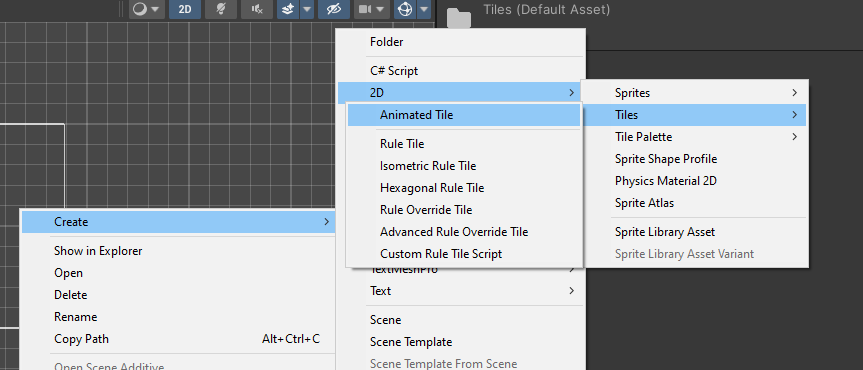 2D
Tiles (Default Asset)
Folder
C# Script
2D
Animated Tile
Rule Tile
Isometric Rule Tile
Hexagonal Rule Tile
Rule Override Tile
Advanced Rule Override Tile
Custom Rule Tile Script
Sprites
Tiles
Tile Palette
Sprite Shape Profile
Physics Material 2D
Sprite Atlas
Sprite Library Asset
Sprite Library Asset Variant
Create
Show in Explorer
Open
Delete
Rename
Copy Path Alt+Ctrl+C
Open Scene Additive
TextMeshPro
Text
Scene
Scene Template
Scene Template From Scene